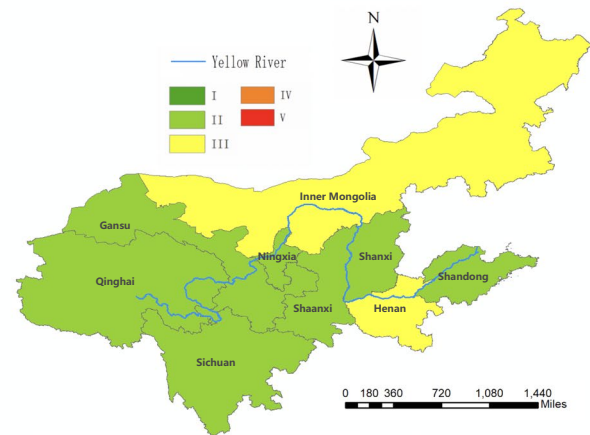 N
Yellow River
I
IV
II
V
III
Inner Mongolia
Gansu
Ningxia
Shanxi
Qinghai
Shandong
Shaanxi
Henan
Sichuan
0 180 360 720 1,080 1,440
Miles